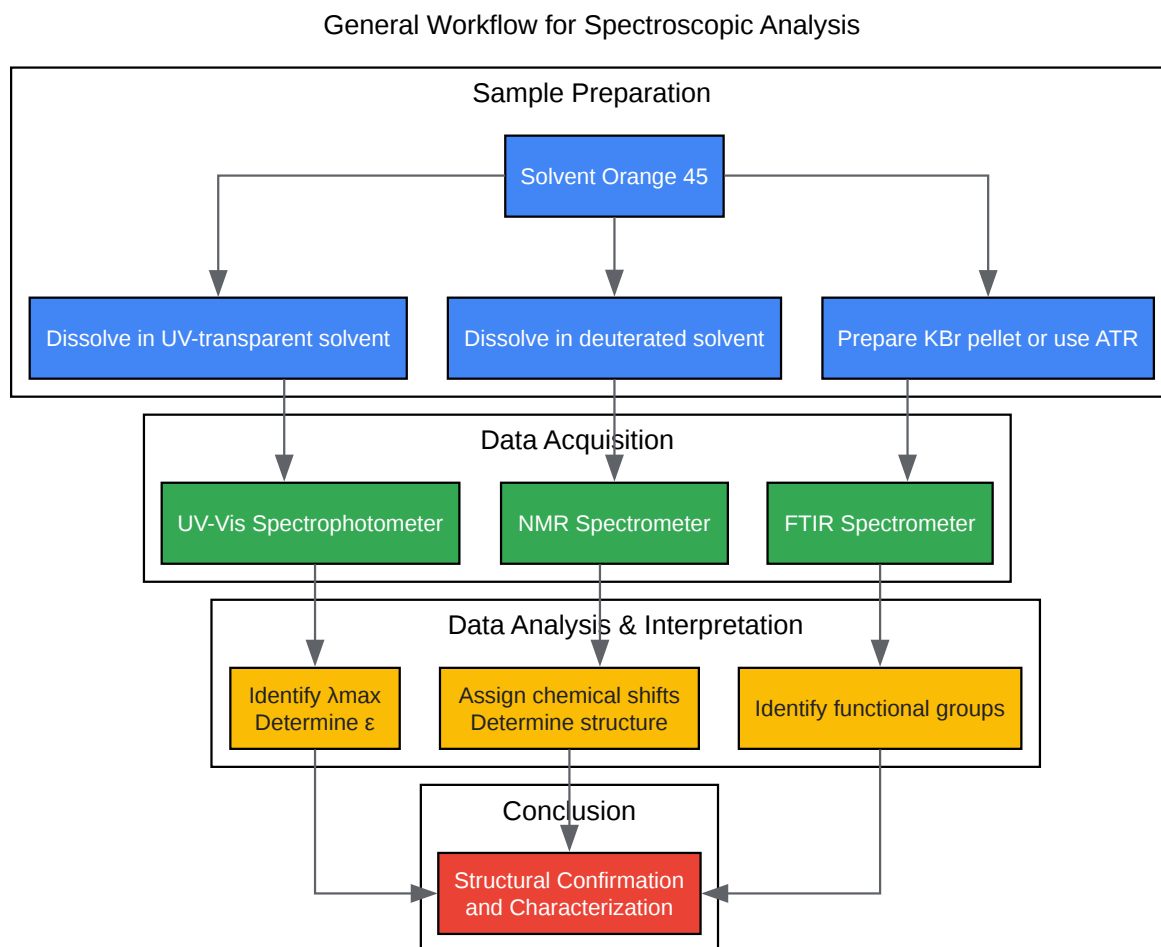 General Workflow for Spectroscopic Analysis
Sample Preparation
Solvent Orange 45
Dissolve in UV-transparent solvent
Dissolve in deuterated solvent
Prepare KBr pellet or use ATR
Data Acquisition
UV-Vis Spectrophotometer
NMR Spectrometer
FTIR Spectrometer
Data Analysis & Interpretation
Identify λmax
Determine ε
Assign chemical shifts
Determine structure
Identify functional groups
Conclusion
Structural Confirmation
and Characterization